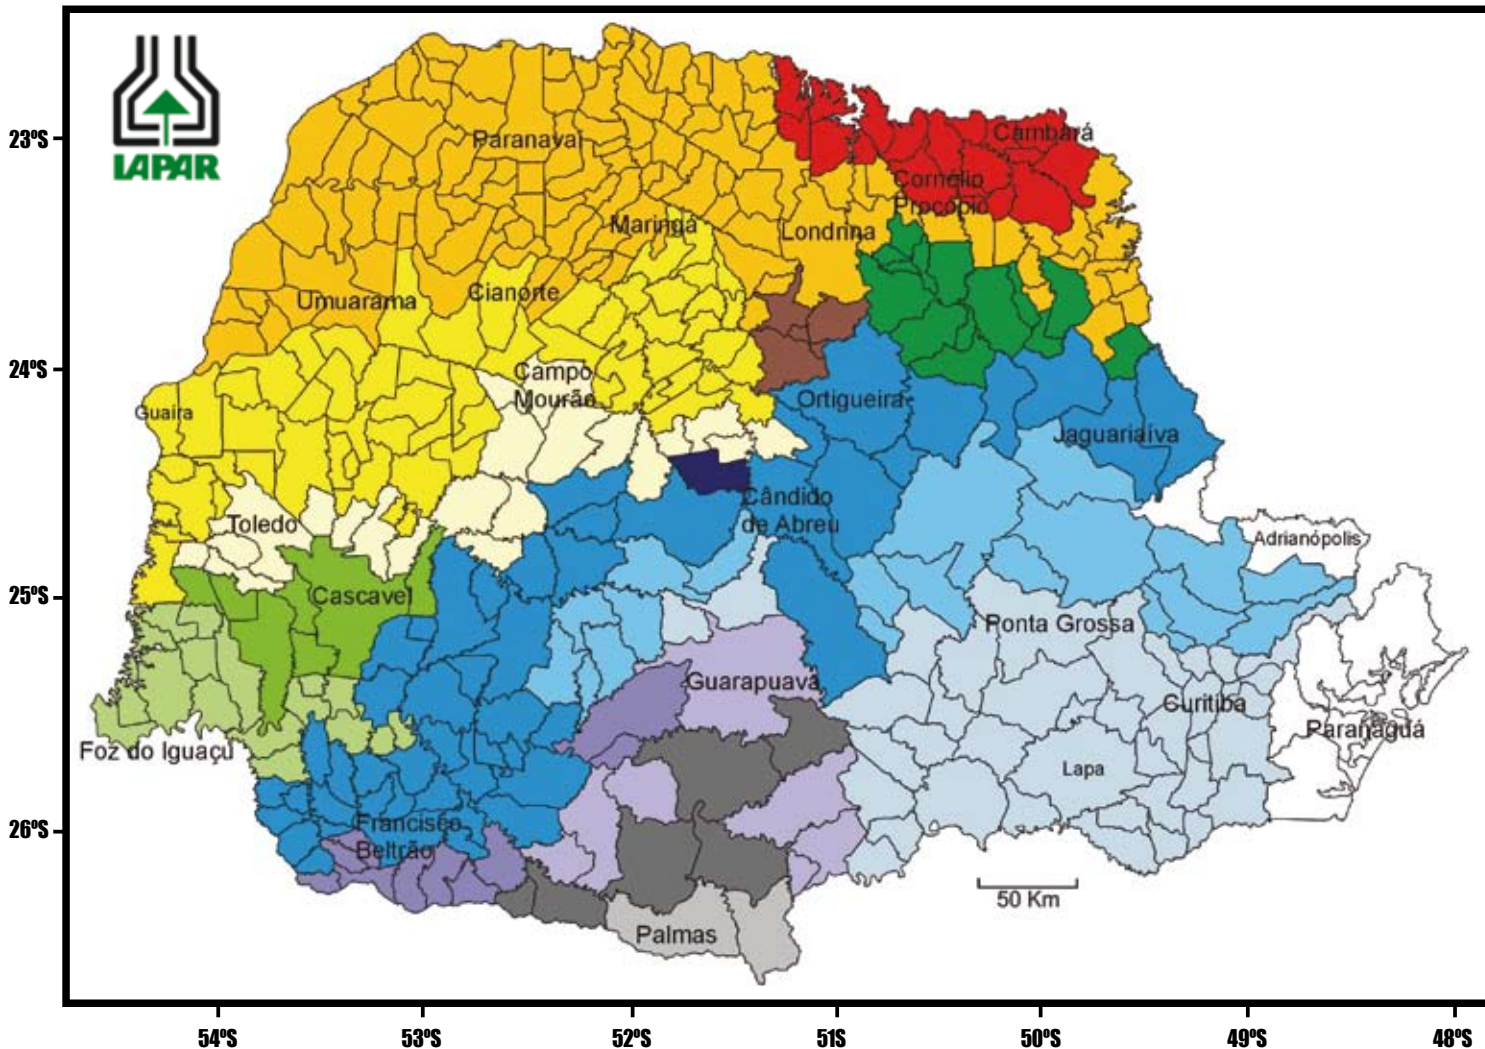 IAPAR
23ºS
24ºS
25ºS
26ºS
Paranavaí
Cambará
Cornélio
Procópio
Maringá
Londrina
Umuarama
Cianorte
Campo
Mourão
Guaíra
Ortigueira
Jaguariaíva
Cândido
de Abreu
Toledo
Adrianópolis
Cascavel
Ponta Grossa
Guarapuava
Curitiba
Foz do Iguaçú
Paranaguá
Lapa
Francisco
Beltrão
50 Km
Palmas
54ºS
53ºS
52ºS
51S
50ºS
49ºS
48ºS